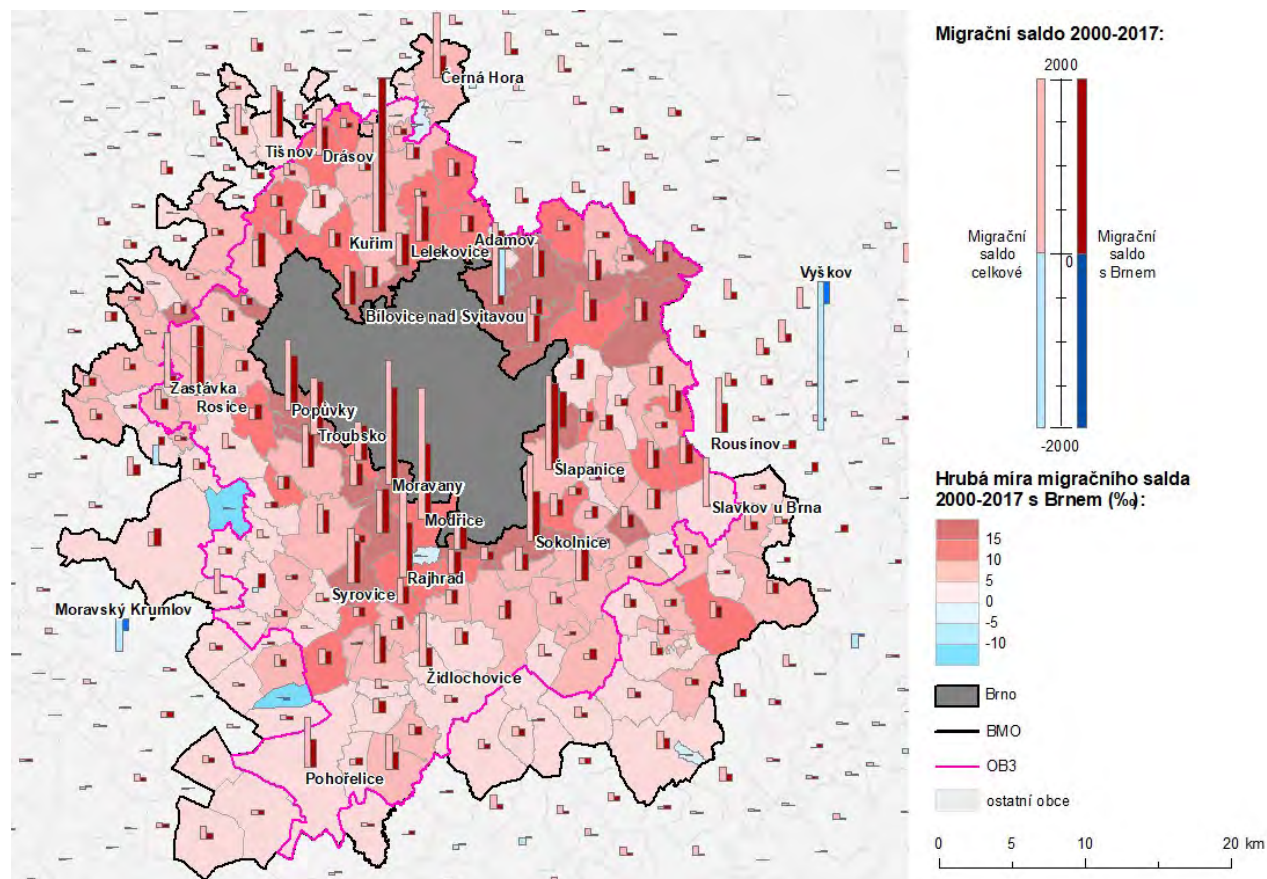 Černá Hora
Tišnov
Drásov
Kuřim
Lelekovice
Adamov
Bílovice nad Svitavou
Vyškov
Zastávka
Rosice
Popůvky
Troubsko
Rousínov
Šlapanice
Moravany
Slavkov u Brna
Modřice
Sokolnice
Rajhrad
Syrovice
Moravský Krumlov
Židlochovice
Pohořelice
Migrační saldo 2000-2017:
2000
Migrační
saldo
celkové
0
Migrační
saldo
s Brnem
-2000
Hrubá míra migračního salda
2000-2017 s Brnem (‰):
15
10
5
0
-5
-10
Brno
BMO
OB3
ostatní obce
0 5 10 20 km